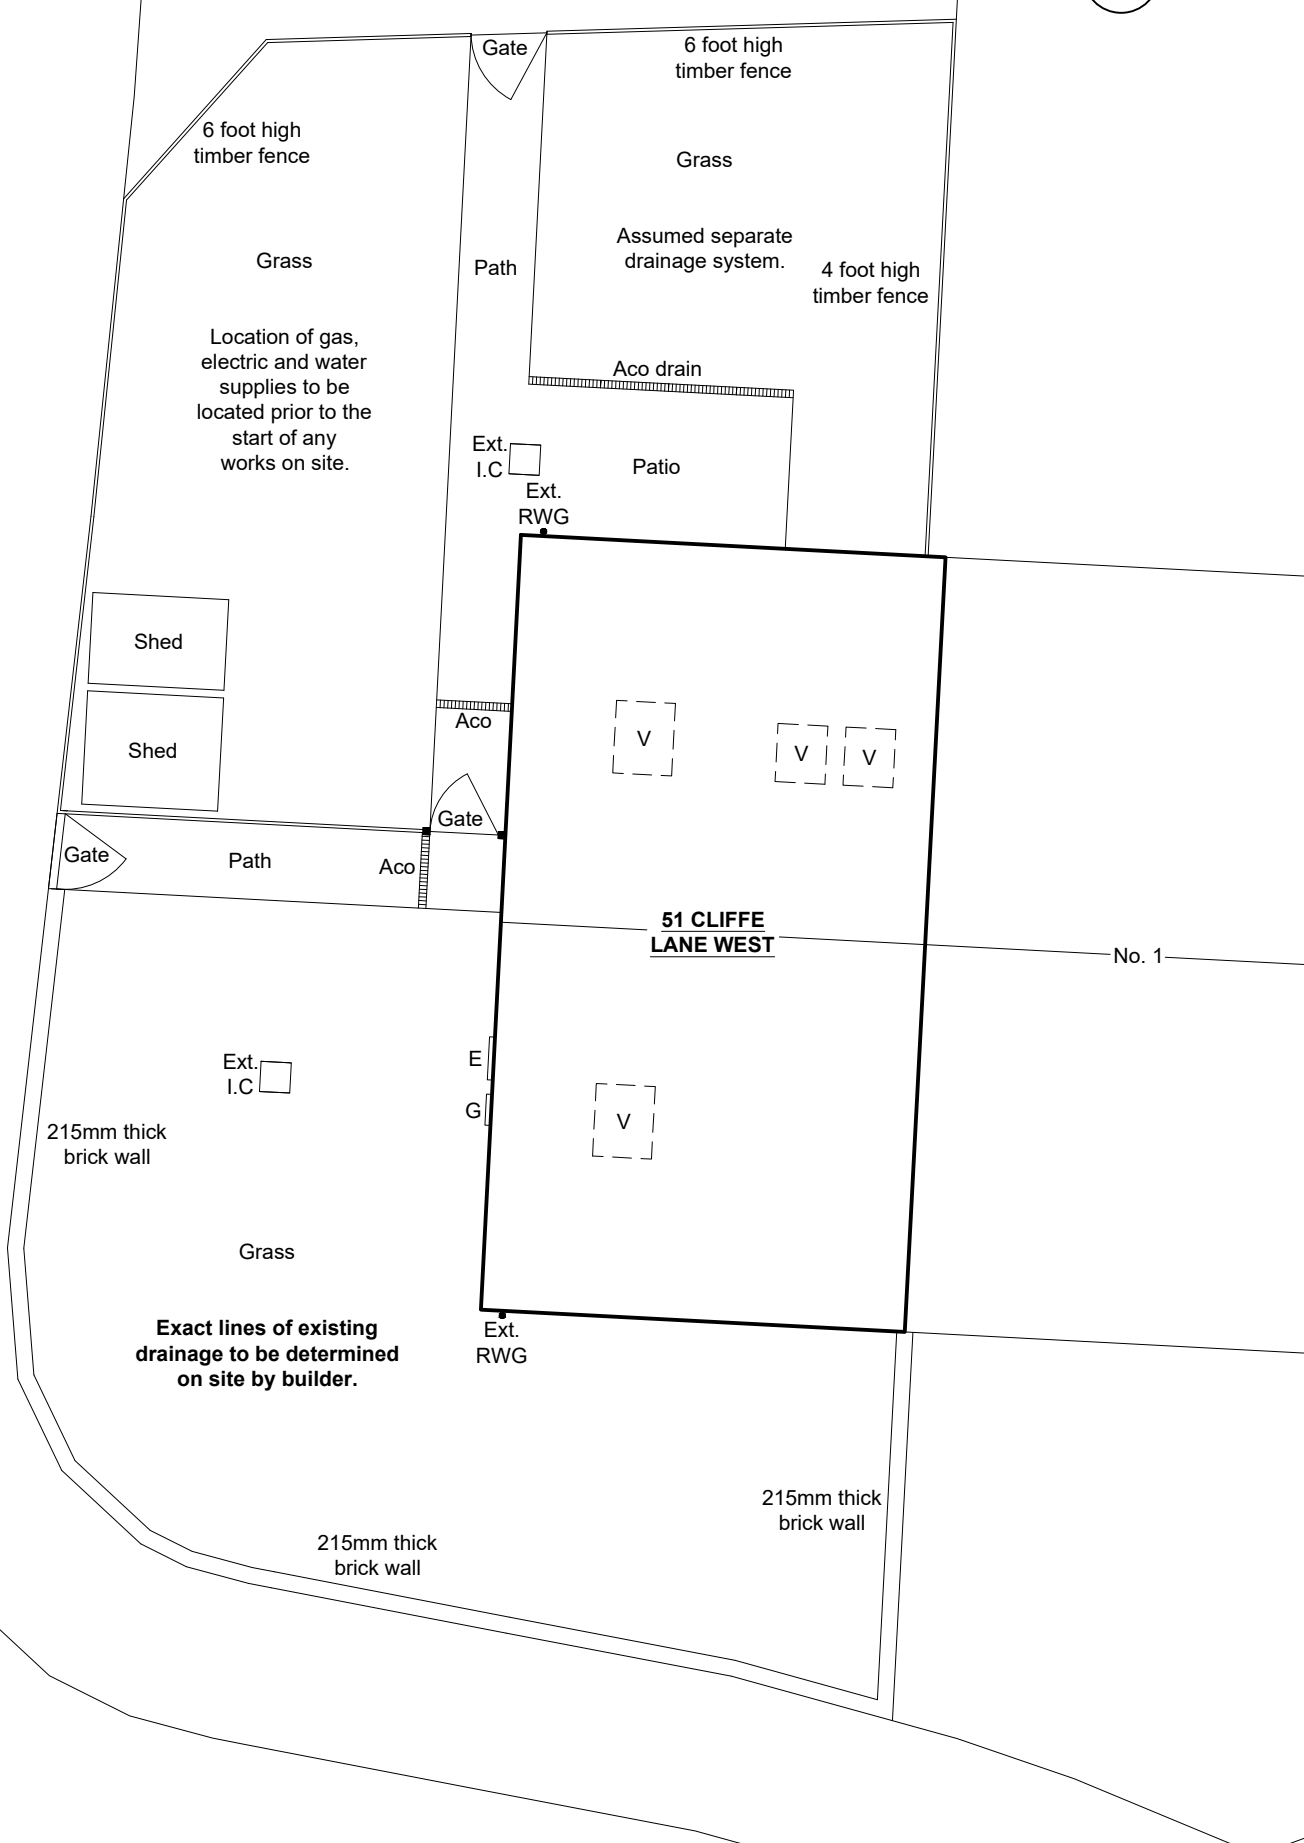 Gate
6 foot high
timber fence
6 foot high
timber fence
Grass
Assumed separate
drainage system.
Grass
Path
4 foot high
timber fence
Location of gas,
electric and water
supplies to be
located prior to the
start of any
works on site.
Aco drain
Ext.
I.C
Patio
Ext.
RWG
Shed
Shed
Aco
V
V
V
Gate
Gate
Path
Aco
51 CLIFFE
LANE WEST
No. 1
Ext.
I.C
E
G
V
215mm thick
brick wall
Grass
Exact lines of existing
drainage to be determined
on site by builder.
Ext.
RWG
215mm thick
brick wall
215mm thick
brick wall